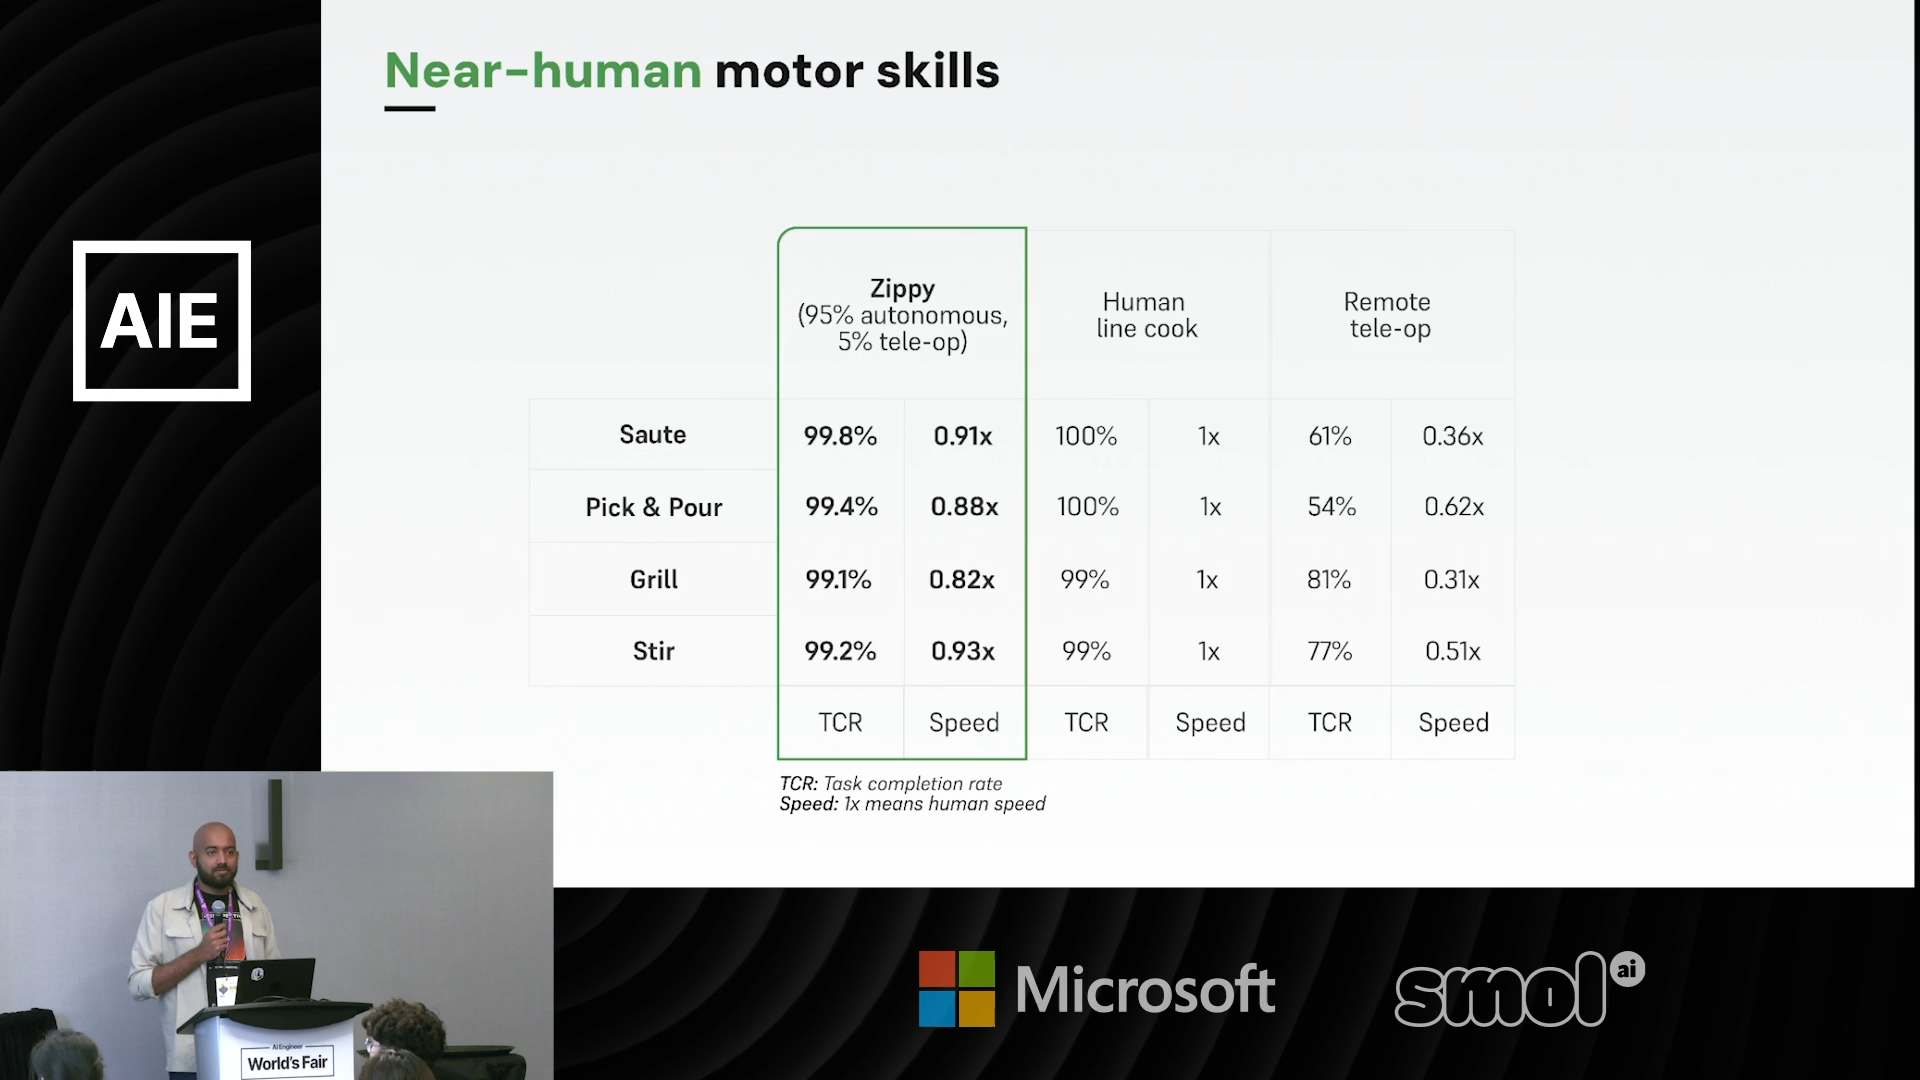 Near-human motor skills
AIE
Zippy
(95% autonomous,
5% tele-op)
Human
line cook
Remote
tele-op
Saute 99.8% 0.91x 100% 1x 61% 0.36x
Pick & Pour 99.4% 0.88x 100% 1x 54% 0.62x
Grill 99.1% 0.82x 99% 1x 81% 0.31x
Stir 99.2% 0.93x 99% 1x 77% 0.51x
TCR Speed TCR Speed TCR Speed
TCR: Task completion rate
Speed: 1x means human speed
AI Engineer
World's Fair
Microsoft
smol ai